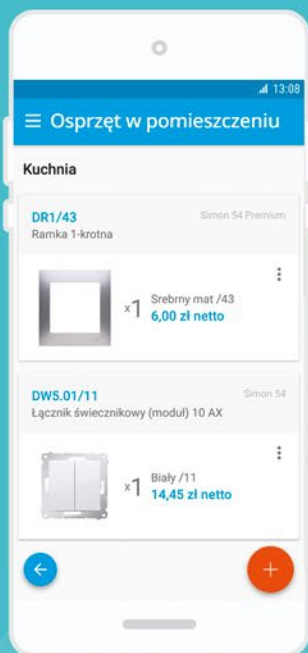 13:08
Osprzęt w pomieszczeniu
Kuchnia
DR1/43 Simon 54 Premium
Ramka 1-krotna
x1 Srebrny mat /43
6,00 zł netto
DW5.01/11 Simon 54
Łącznik świecznikowy (moduł) 10 AX
x1 Biały /11
14,45 zł netto